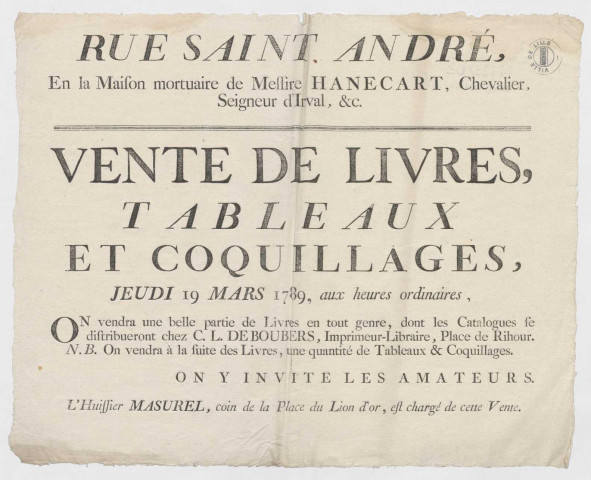 RUE SAINT ANDRÉ,
En la Maiſon mortuaire de Meſſire HANECART, Chevalier,
Seigneur d'Irval, &c.
VENTE DE LIVRES,
TABLEAUX
ET COQUILLAGES,
JEUDI 19 MARS 1789, aux heures ordinaires,
ON vendra une belle partie de Livres en tout genre, dont les Catalogues ſe
diſtribueront chez C. L. DE BOUBERS, Imprimeur-Libraire, Place de Rihour.
N. B. On vendra à la ſuite des Livres, une quantité de Tableaux & Coquillages.
ON Y INVITE LES AMATEURS.
L'Huiſſier MASUREL, coin de la Place du Lion d'or, eſt chargé de cette Vente.
VILLE DE LILLE